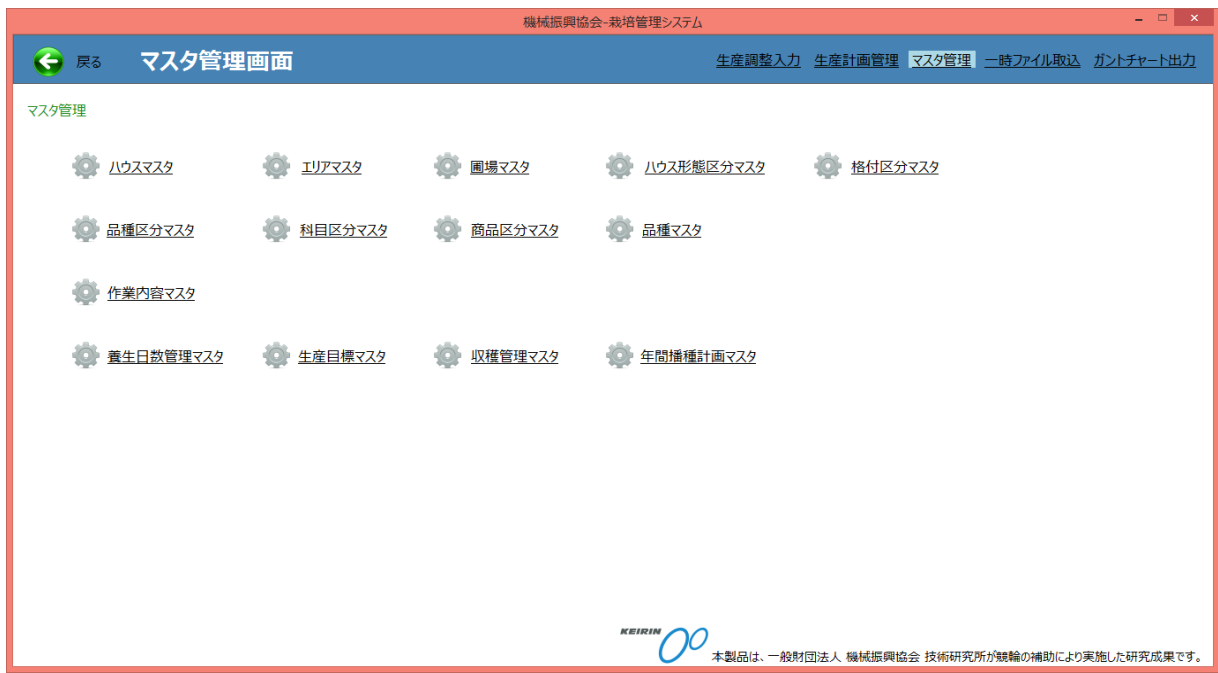 機械振興協会-栽培管理システム
戻る マスタ管理画面 生産調整入力 生産計画管理 マスタ管理 一時ファイル取込 ガントチャート出力
マスタ管理
ハウスマスタ エリアマスタ 圃場マスタ ハウス形態区分マスタ 格付区分マスタ
品種区分マスタ 科目区分マスタ 商品区分マスタ 品種マスタ
作業内容マスタ
養生日数管理マスタ 生産目標マスタ 収穫管理マスタ 年間播種計画マスタ
KEIRIN
本製品は、一般財団法人 機械振興協会 技術研究所が競輪の補助により実施した研究成果です。